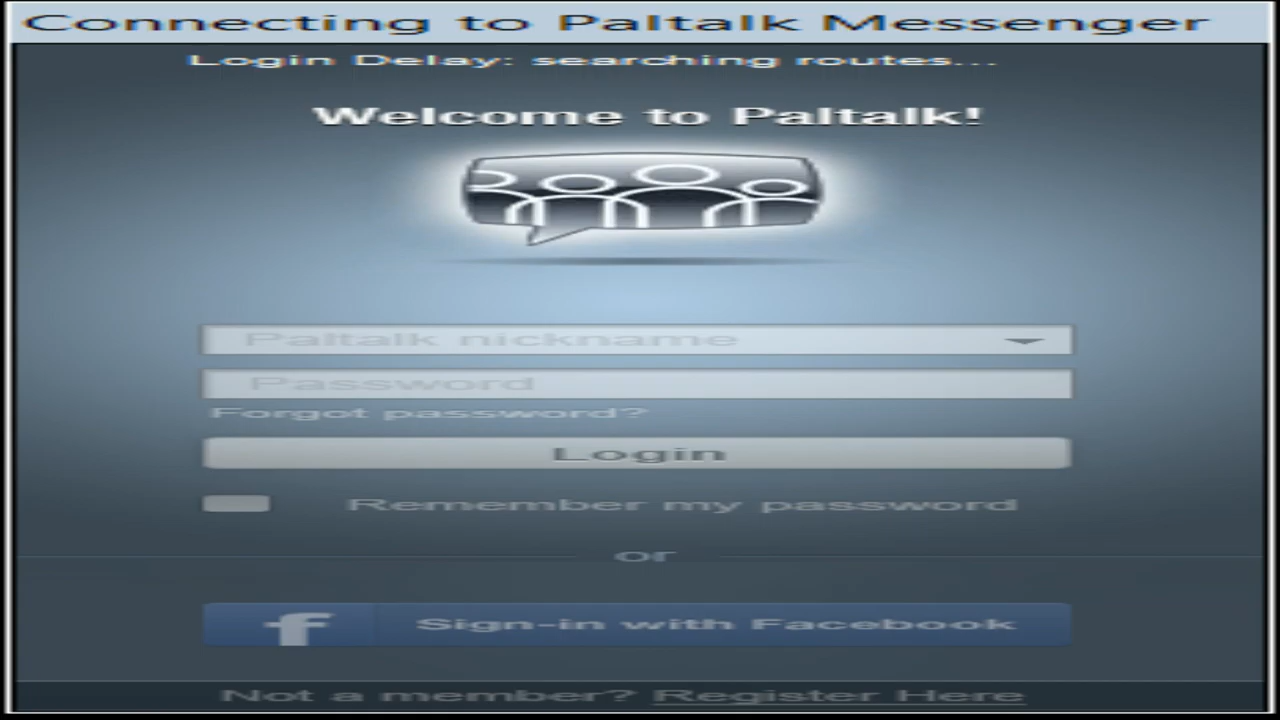 Connecting to Paltalk Messenger
Login Delay: searching routes...
Welcome to Paltalk!
Paltalk nickname
Password
Forgot password?
Login
Remember my password
or
f Sign-in with Facebook
Not a member? Register Here